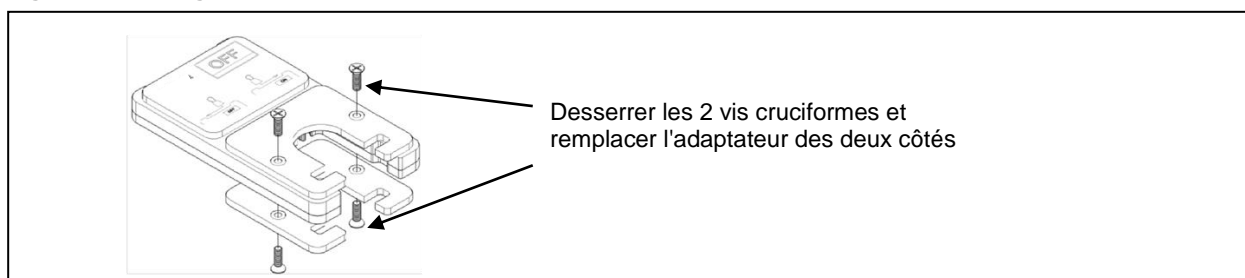 OFF
Desserrer les 2 vis cruciformes et
remplacer l'adaptateur des deux côtés